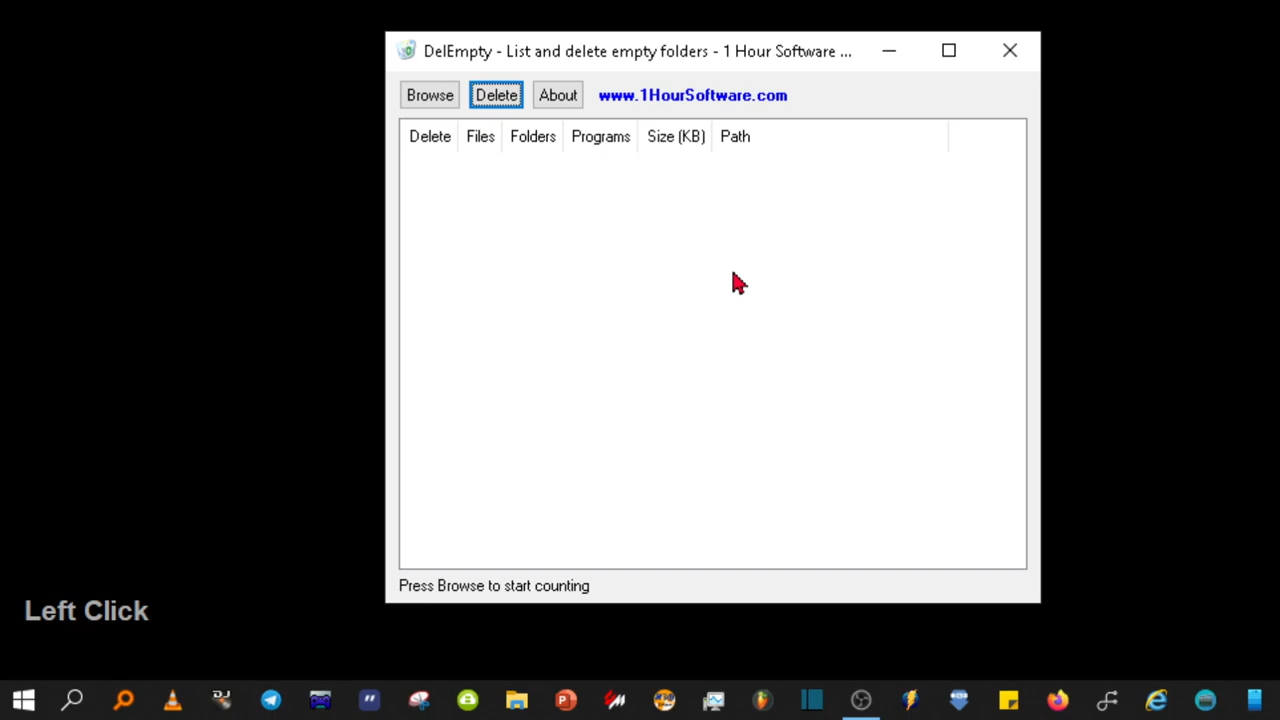 DelEmpty - List and delete empty folders - 1 Hour Software ...
Browse Delete About www.1HourSoftware.com
Delete Files Folders Programs Size (KB) Path
Press Browse to start counting
Left Click